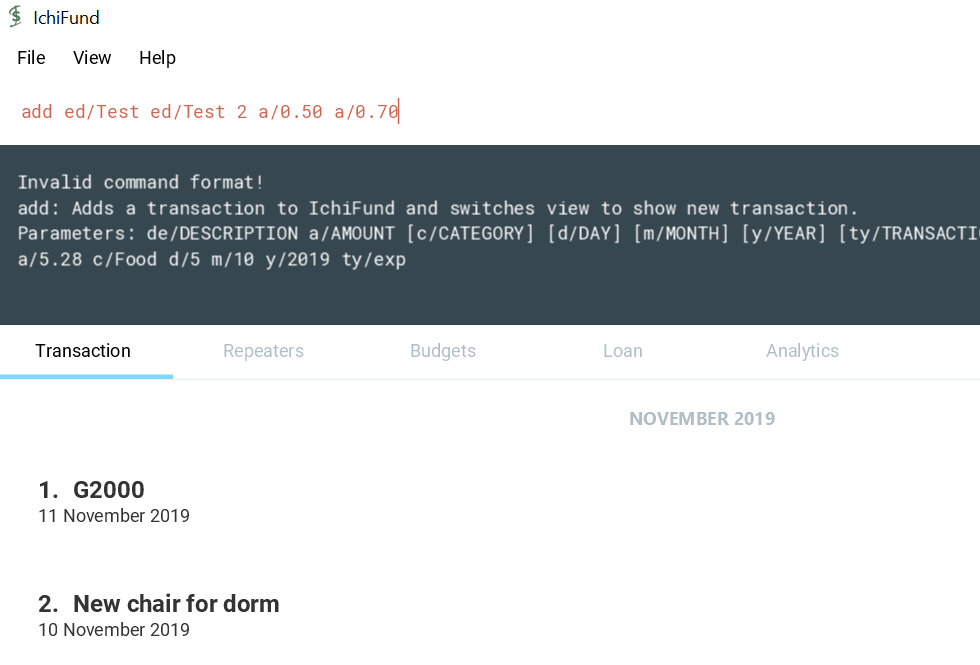 IchiFund
File View Help
add ed/Test ed/Test 2 a/0.50 a/0.70
Invalid command format!
add: Adds a transaction to IchiFund and switches view to show new transaction.
Parameters: de/DESCRIPTION a/AMOUNT [c/CATEGORY] [d/DAY] [m/MONTH] [y/YEAR] [ty/TRANSACTI
a/5.28 c/Food d/5 m/10 y/2019 ty/exp
Transaction Repeaters Budgets Loan Analytics
NOVEMBER 2019
1. G2000
11 November 2019
2. New chair for dorm
10 November 2019